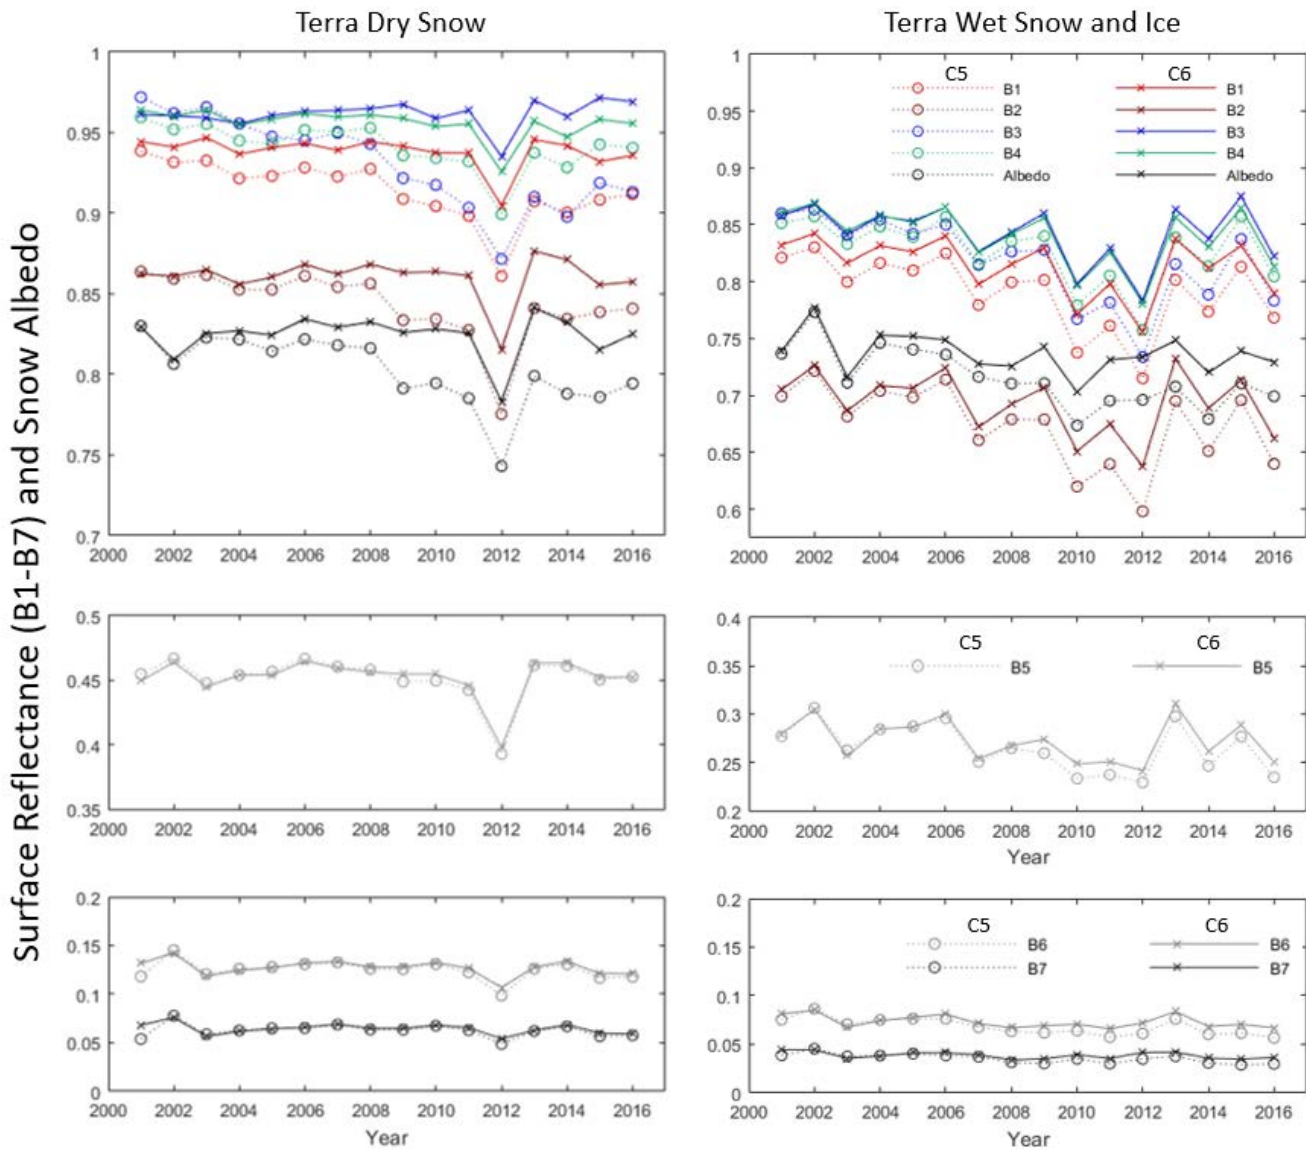 Terra Dry Snow
Terra Wet Snow and Ice
Surface Reflectance (B1-B7) and Snow Albedo
1
0.95
0.9
0.85
0.8
0.75
0.7
2000 2002 2004 2006 2008 2010 2012 2014 2016
1
0.95
0.9
0.85
0.8
0.75
0.7
0.65
0.6
C5 C6
B1 B1
B2 B2
B3 B3
B4 B4
Albedo Albedo
2000 2002 2004 2006 2008 2010 2012 2014 2016
0.5
0.45
0.4
0.35
2000 2002 2004 2006 2008 2010 2012 2014 2016
0.4
0.35
0.3
0.25
0.2
C5 C6
B5 B5
2000 2002 2004 2006 2008 2010 2012 2014 2016
Year
0.2
0.15
0.1
0.05
0
2000 2002 2004 2006 2008 2010 2012 2014 2016
Year
0.2
0.15
0.1
0.05
0
C5 C6
B6 B6
B7 B7
2000 2002 2004 2006 2008 2010 2012 2014 2016
Year